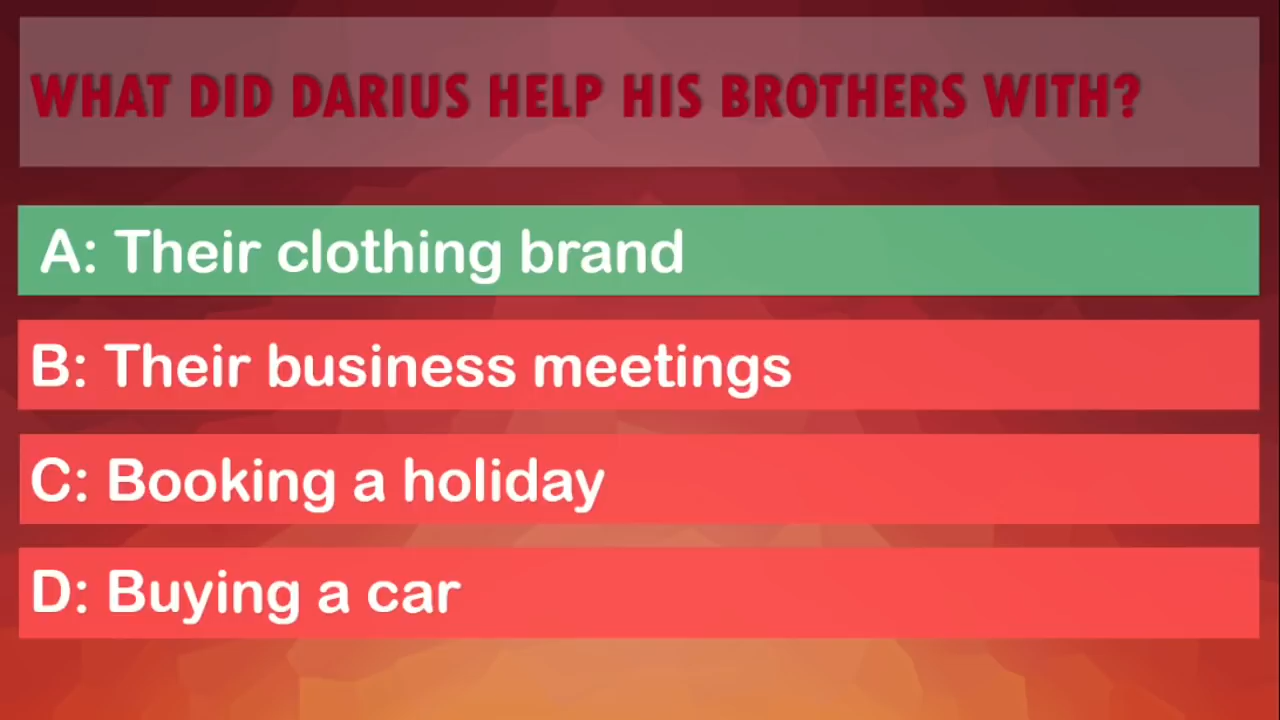 WHAT DID DARIUS HELP HIS BROTHERS WITH?
A: Their clothing brand
B: Their business meetings
C: Booking a holiday
D: Buying a car